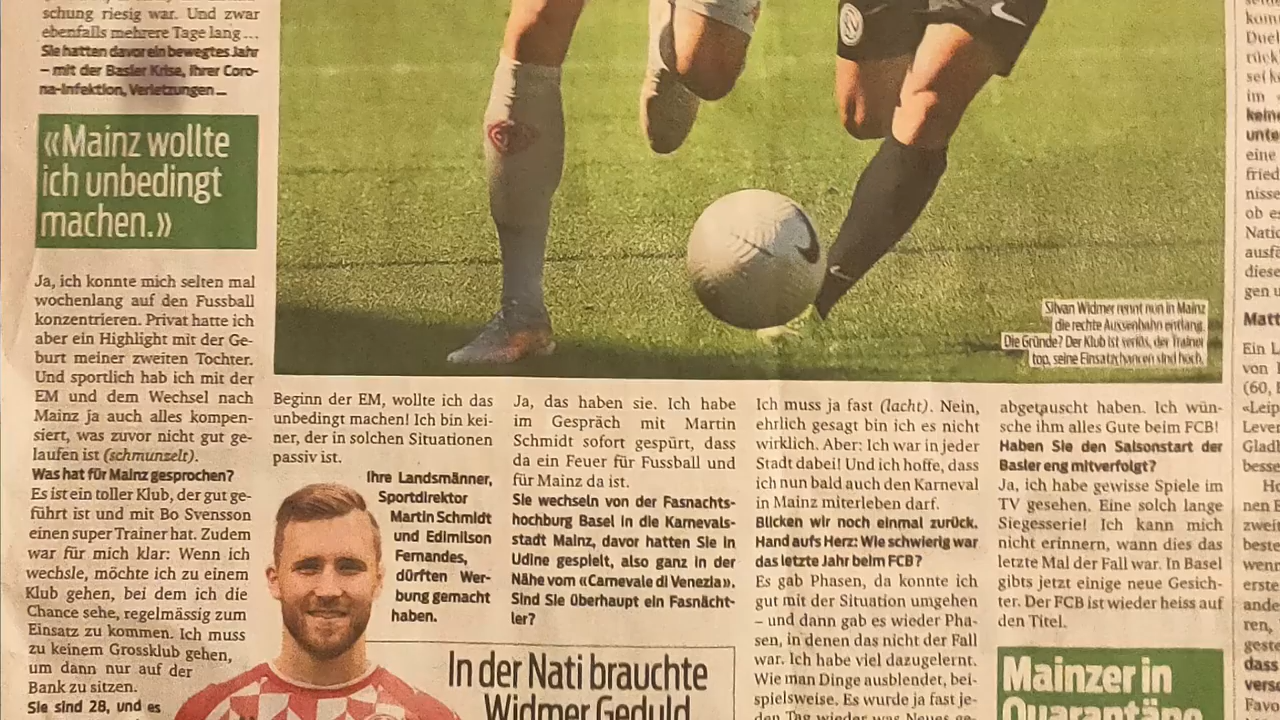 schung riesig war. Und zwar
ebenfalls mehrere Tage lang ...
Sie hatten davor ein bewegtes Jahr
– mit der Basler Krise, Ihrer Coro-
na-Infektion, Verletzungen ...
«Mainz wollte
ich unbedingt
machen.»
Ja, ich konnte mich selten mal
wochenlang auf den Fussball
konzentrieren. Privat hatte ich
aber ein Highlight mit der Ge-
burt meiner zweiten Tochter.
Und sportlich hab ich mit der
EM und dem Wechsel nach
Mainz ja auch alles kompen-
siert, was zuvor nicht gut ge-
laufen ist (schmunzelt).
Was hat für Mainz gesprochen?
Es ist ein toller Klub, der gut ge-
führt ist und mit Bo Svensson
einen super Trainer hat. Zudem
war für mich klar: Wenn ich
wechsle, möchte ich zu einem
Klub gehen, bei dem ich die
Chance sehe, regelmässig zum
Einsatz zu kommen. Ich muss
zu keinem Grossklub gehen,
um dann nur auf der
Bank zu sitzen.
Sie sind 28, und es
Silvan Widmer rennt nun in Mainz
die rechte Aussenbahn entlang.
Die Gründe? Der Klub ist seriös, der Trainer
top, seine Einsatzchancen sind hoch.
Beginn der EM, wollte ich das
unbedingt machen! Ich bin kei-
ner, der in solchen Situationen
passiv ist.
Ihre Landsmänner,
Sportdirektor
Martin Schmidt
und Edimilson
Fernandes,
dürften Wer-
bung gemacht
haben.
Ja, das haben sie. Ich habe
im Gespräch mit Martin
Schmidt sofort gespürt, dass
da ein Feuer für Fussball und
für Mainz da ist.
Sie wechseln von der Fasnachts-
hochburg Basel in die Karnevals-
stadt Mainz, davor hatten Sie in
Udine gespielt, also ganz in der
Nähe vom «Carnevale di Venezia».
Sind Sie überhaupt ein Fasnächt-
ler?
In der Nati brauchte
Widmer Geduld
Ich muss ja fast (lacht). Nein,
ehrlich gesagt bin ich es nicht
wirklich. Aber: Ich war in jeder
Stadt dabei! Und ich hoffe, dass
ich nun bald auch den Karneval
in Mainz miterleben darf.
Blicken wir noch einmal zurück.
Hand aufs Herz: Wie schwierig war
das letzte Jahr beim FCB?
Es gab Phasen, da konnte ich
gut mit der Situation umgehen
– und dann gab es wieder Pha-
sen, in denen das nicht der Fall
war. Ich habe viel dazugelernt.
Wie man Dinge ausblendet, bei-
spielsweise. Es wurde ja fast je-
den Tag wieder was Neues ge-
abgetauscht haben. Ich wün-
sche ihm alles Gute beim FCB!
Haben Sie den Saisonstart der
Basler eng mitverfolgt?
Ja, ich habe gewisse Spiele im
TV gesehen. Eine solch lange
Siegesserie! Ich kann mich
nicht erinnern, wann dies das
letzte Mal der Fall war. In Basel
gibts jetzt einige neue Gesich-
ter. Der FCB ist wieder heiss auf
den Titel.
Mainzer in
Quarantäne